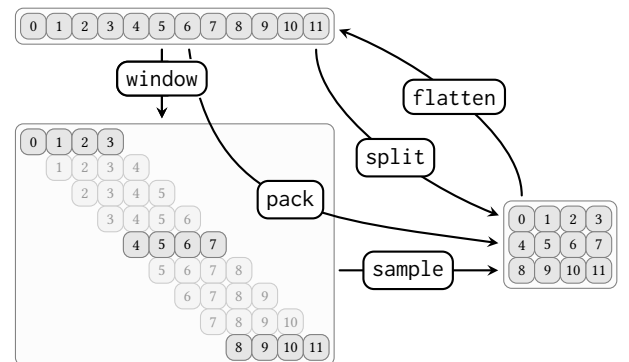 0 1 2 3 4 5 6 7 8 9 10 11
window
flatten
split
pack
sample
0 1 2 3
1 2 3 4
2 3 4 5
3 4 5 6
4 5 6 7
5 6 7 8
6 7 8 9
7 8 9 10
8 9 10 11
0 1 2 3
4 5 6 7
8 9 10 11